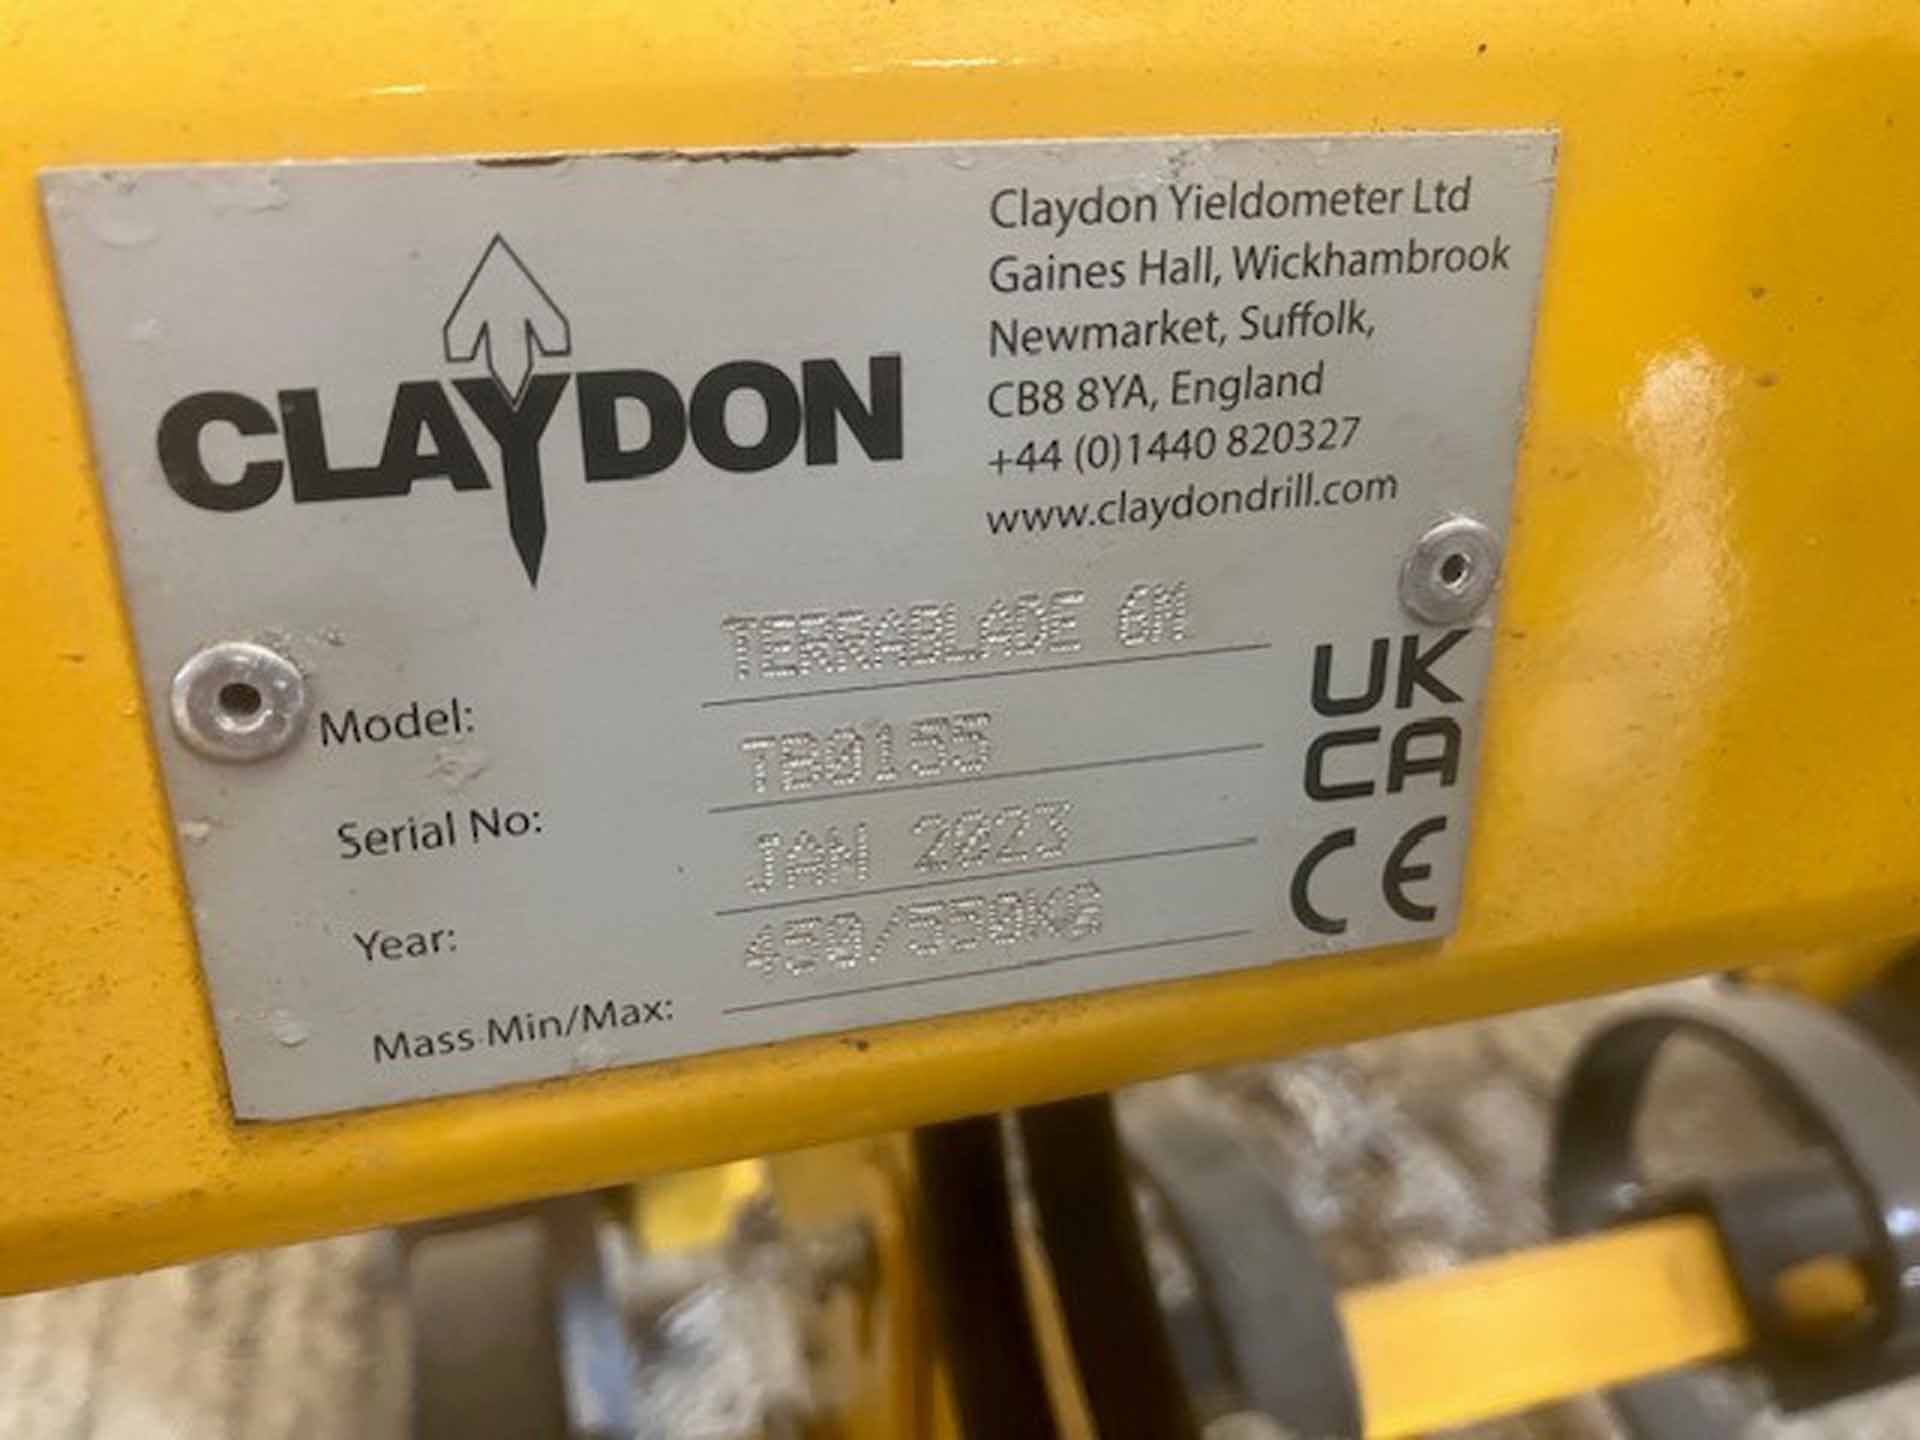 CLAYDON
Claydon Yieldometer Ltd
Gaines Hall, Wickhambrook
Newmarket, Suffolk,
CB8 8YA, England
+44 (0)1440 820327
www.claydondrill.com
Model: TERRABLADE 6M
Serial No: TB0155
Year: JAN 2023
Mass Min/Max: 450/550KG
UK
CA
CE